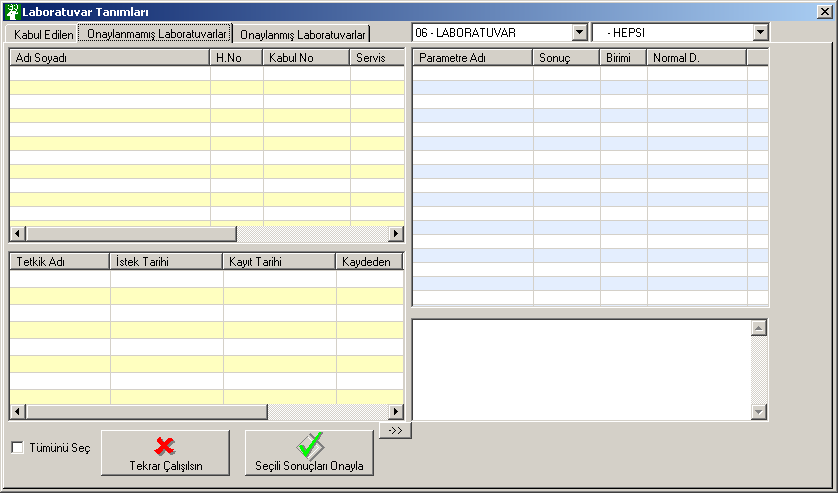 Laboratuvar Tanımları
Kabul Edilen
Onaylanmamış Laboratuvarlar
Onaylanmış Laboratuvarlar
06 - LABORATUVAR
- HEPSI
Adı Soyadı
H.No
Kabul No
Servis
Parametre Adı
Sonuç
Birimi
Normal D.
Tetkik Adı
İstek Tarihi
Kayıt Tarihi
Kaydeden
->>
Tümünü Seç
Tekrar Çalışılsın
Seçili Sonuçları Onayla